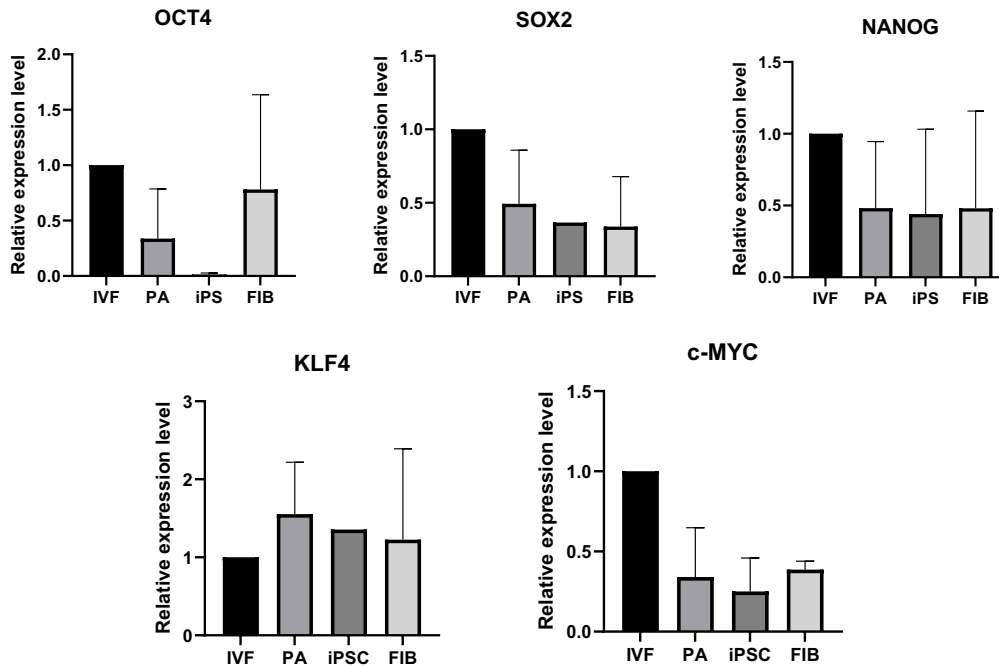 OCT4
Relative expression level
2.0
1.5
1.0
0.5
0.0
IVF PA iPS FIB
SOX2
Relative expression level
1.5
1.0
0.5
0.0
IVF PA iPS FIB
NANOG
Relative expression level
1.5
1.0
0.5
0.0
IVF PA iPS FIB
KLF4
Relative expression level
3
2
1
0
IVF PA iPSC FIB
c-MYC
Relative expression level
1.5
1.0
0.5
0.0
IVF PA iPSC FIB